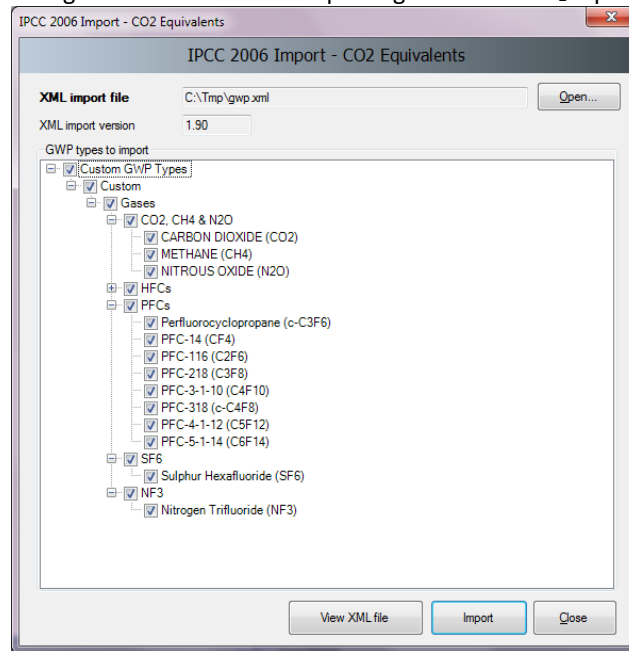 IPCC 2006 Import - CO2 Equivalents
IPCC 2006 Import - CO2 Equivalents
XML import file C:\Tmp\gwp.xml Open...
XML import version 1.90
GWP types to import
Custom GWP Types
Custom
Gases
CO2, CH4 & N2O
CARBON DIOXIDE (CO2)
METHANE (CH4)
NITROUS OXIDE (N2O)
HFCs
PFCs
Perfluorocyclopropane (c-C3F6)
PFC-14 (CF4)
PFC-116 (C2F6)
PFC-218 (C3F8)
PFC-3-1-10 (C4F10)
PFC-318 (c-C4F8)
PFC-4-1-12 (C5F12)
PFC-5-1-14 (C6F14)
SF6
Sulphur Hexafluoride (SF6)
NF3
Nitrogen Trifluoride (NF3)
View XML file Import Close